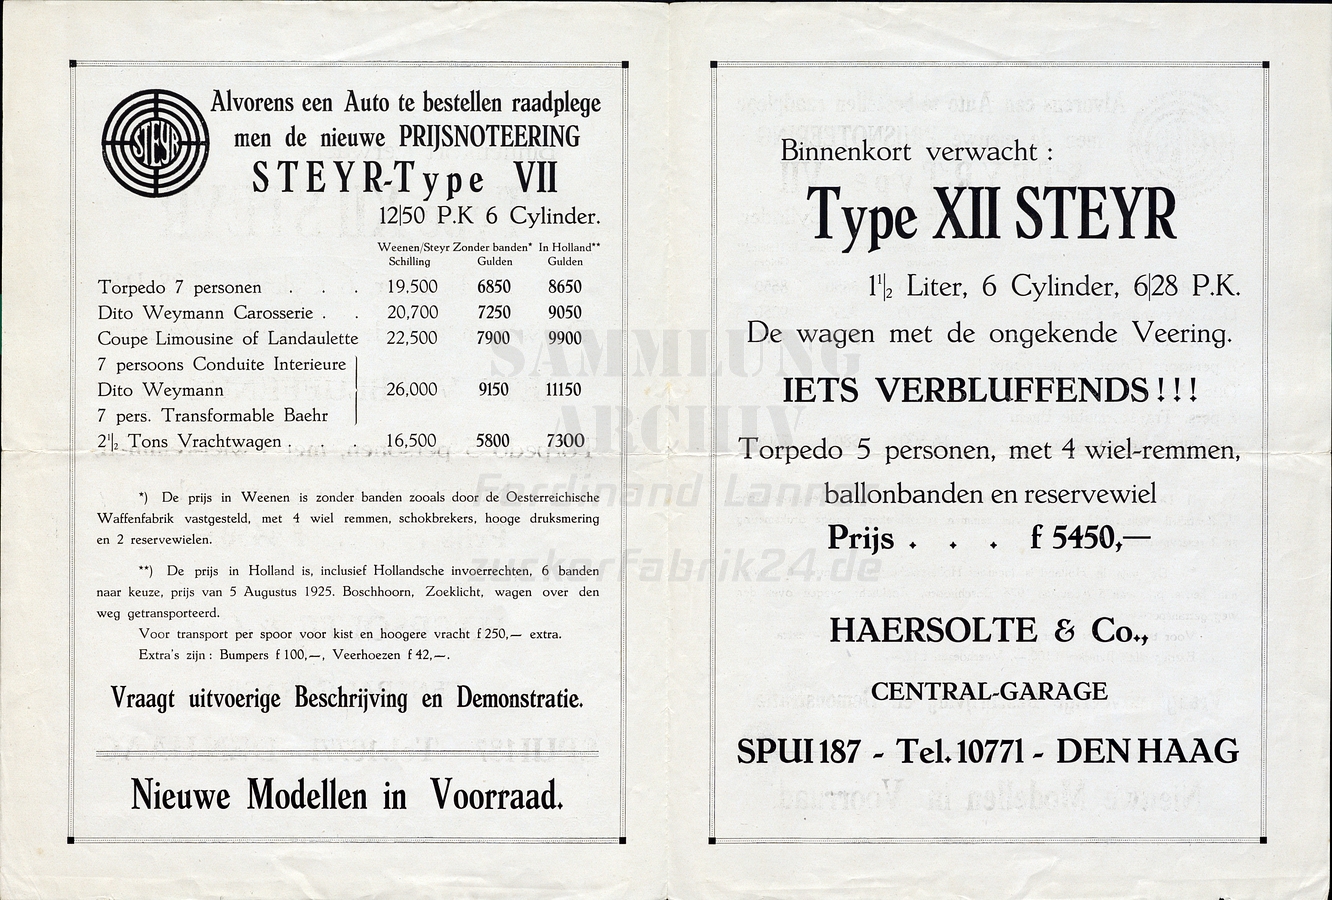 STEYR
Alvorens een Auto te bestellen raadplege
men de nieuwe PRIJSNOTEERING
STEYR-Type VII
12|50 P.K 6 Cylinder.
Weenen/Steyr Zonder banden* In Holland**
Schilling Gulden Gulden
Torpedo 7 personen . . . 19.500 6850 8650
Dito Weymann Carosserie . . 20,700 7250 9050
Coupe Limousine of Landaulette 22,500 7900 9900
7 persoons Conduite Interieure
Dito Weymann 26,000 9150 11150
7 pers. Transformable Baehr
2½ Tons Vrachtwagen . . . 16,500 5800 7300
*) De prijs in Weenen is zonder banden zooals door de Oesterreichische
Waffenfabrik vastgesteld, met 4 wiel remmen, schokbrekers, hooge druksmering
en 2 reservewielen.
**) De prijs in Holland is, inclusief Hollandsche invoerrechten, 6 banden
naar keuze, prijs van 5 Augustus 1925. Boschhoorn, Zoeklicht, wagen over den
weg getransporteerd.
Voor transport per spoor voor kist en hoogere vracht f 250,— extra.
Extra's zijn : Bumpers f 100,—, Veerhoezen f 42,—.
Vraagt uitvoerige Beschrijving en Demonstratie.
Nieuwe Modellen in Voorraad.
Binnenkort verwacht :
Type XII STEYR
1½ Liter, 6 Cylinder, 6|28 P.K.
De wagen met de ongekende Veering.
IETS VERBLUFFENDS!!!
Torpedo 5 personen, met 4 wiel-remmen,
ballonbanden en reservewiel
Prijs . . . f 5450,—
HAERSOLTE & Co.,
CENTRAL-GARAGE
SPUI 187 - Tel. 10771 - DEN HAAG
SAMMLUNG
ARCHIV
Ferdinand Lanner
zuckerfabrik24.de